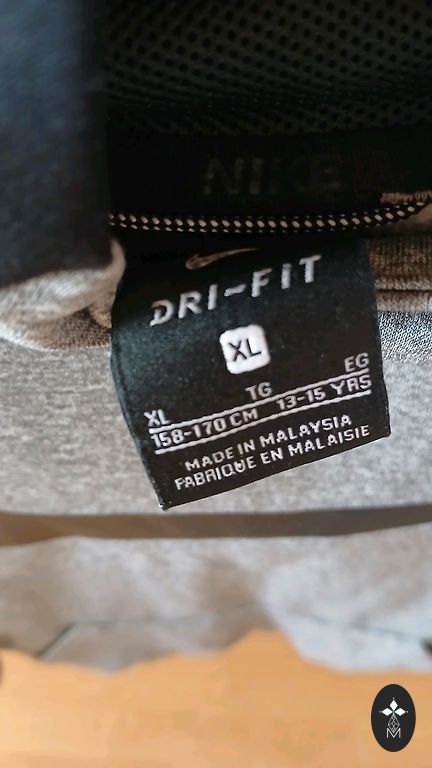 NIKE
DRI-FIT
XL
XL TG EG
158-170 CM 13-15 YRS
MADE IN MALAYSIA
FABRIQUE EN MALAISIE
M